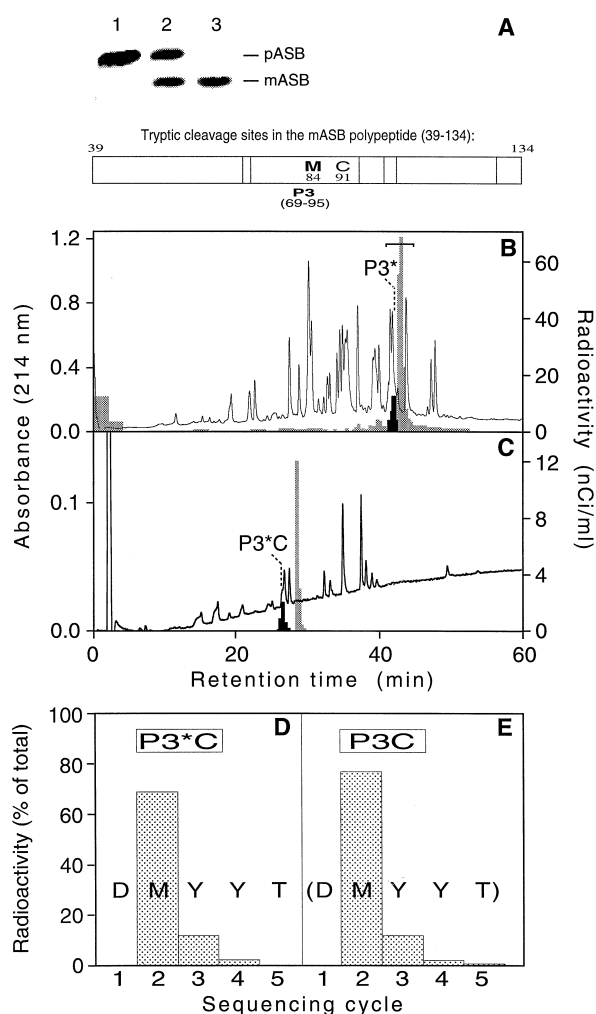 1 2 3 A
pASB
mASB
Tryptic cleavage sites in the mASB polypeptide (39-134):
39 134
M C
84 91
P3
(69-95)
1.2 B 60
P3*
0.8 40
0.4 20
0.0 0
C
12
0.1 8
P3*C
4
0.0 0
0 20 40 60
Retention time (min)
Absorbance (214 nm)
Radioactivity (nCi/ml)
100 D E
P3*C P3C
80
60
40
D M Y Y T (D M Y Y T)
20
0
1 2 3 4 5 1 2 3 4 5
Sequencing cycle
Radioactivity (% of total)